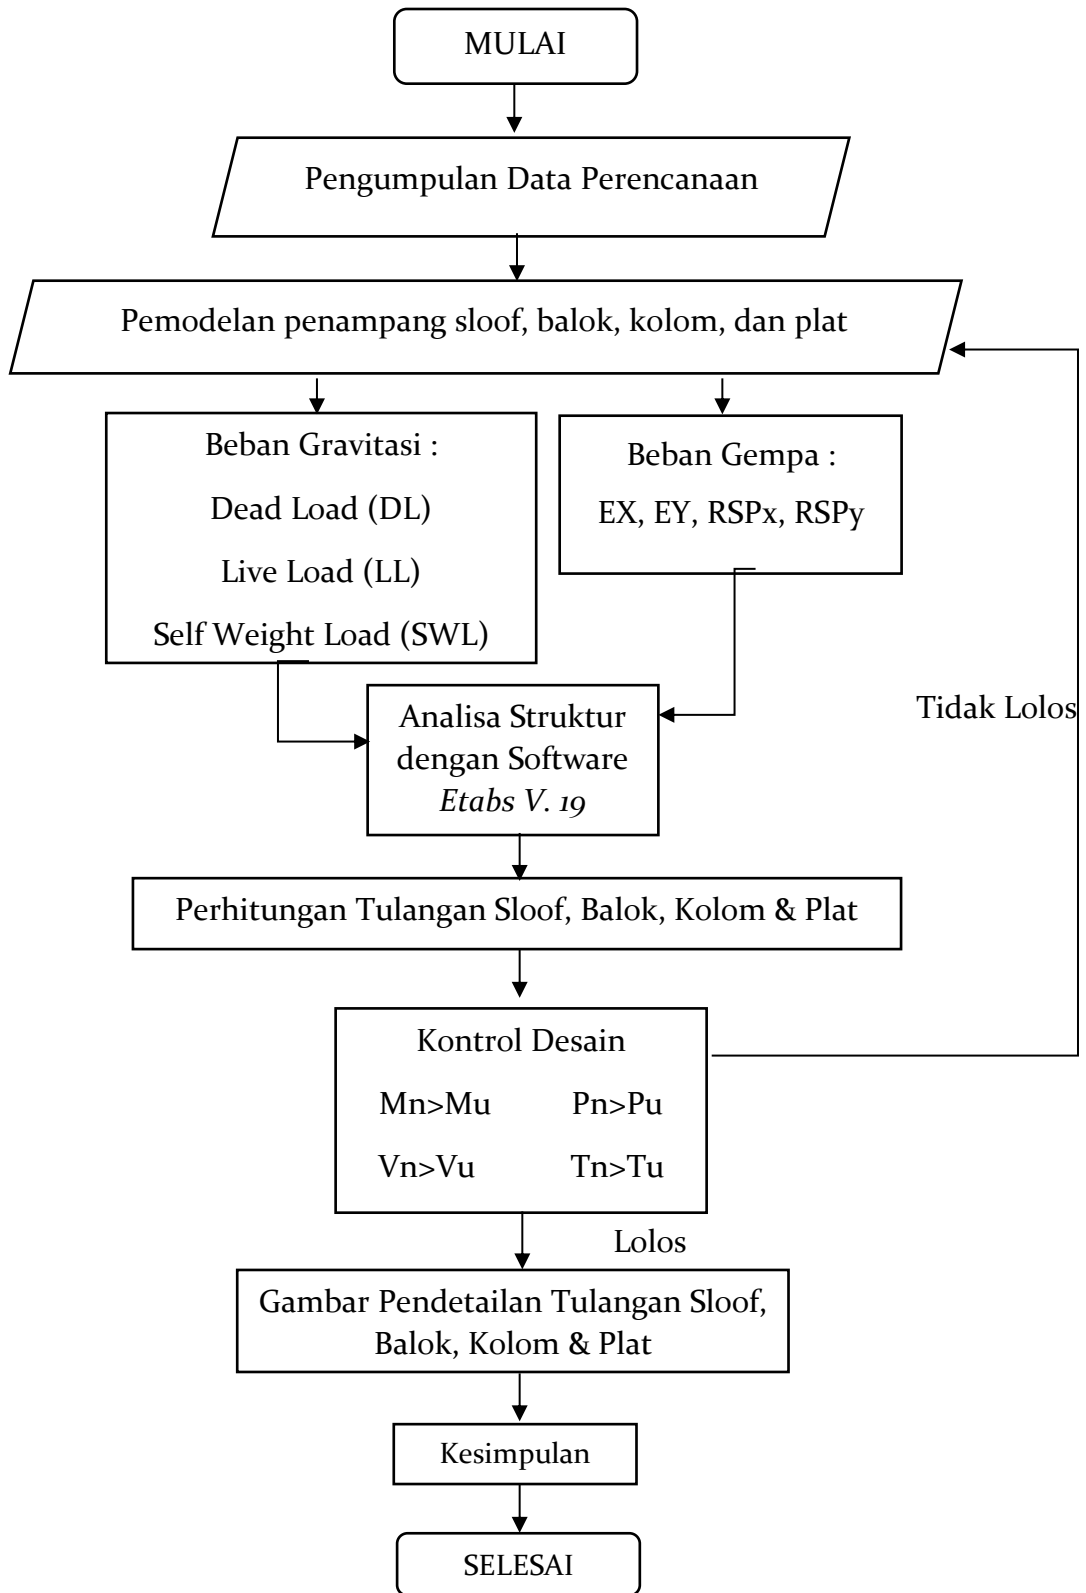 MULAI
Pengumpulan Data Perencanaan
Pemodelan penampang sloof, balok, kolom, dan plat
Beban Gravitasi :
Dead Load (DL)
Live Load (LL)
Self Weight Load (SWL)
Beban Gempa :
EX, EY, RSPx, RSPy
Analisa Struktur
dengan Software
Etabs V. 19
Tidak Lolos
Perhitungan Tulangan Sloof, Balok, Kolom & Plat
Kontrol Desain
Mn>Mu Pn>Pu
Vn>Vu Tn>Tu
Lolos
Gambar Pendetailan Tulangan Sloof,
Balok, Kolom & Plat
Kesimpulan
SELESAI